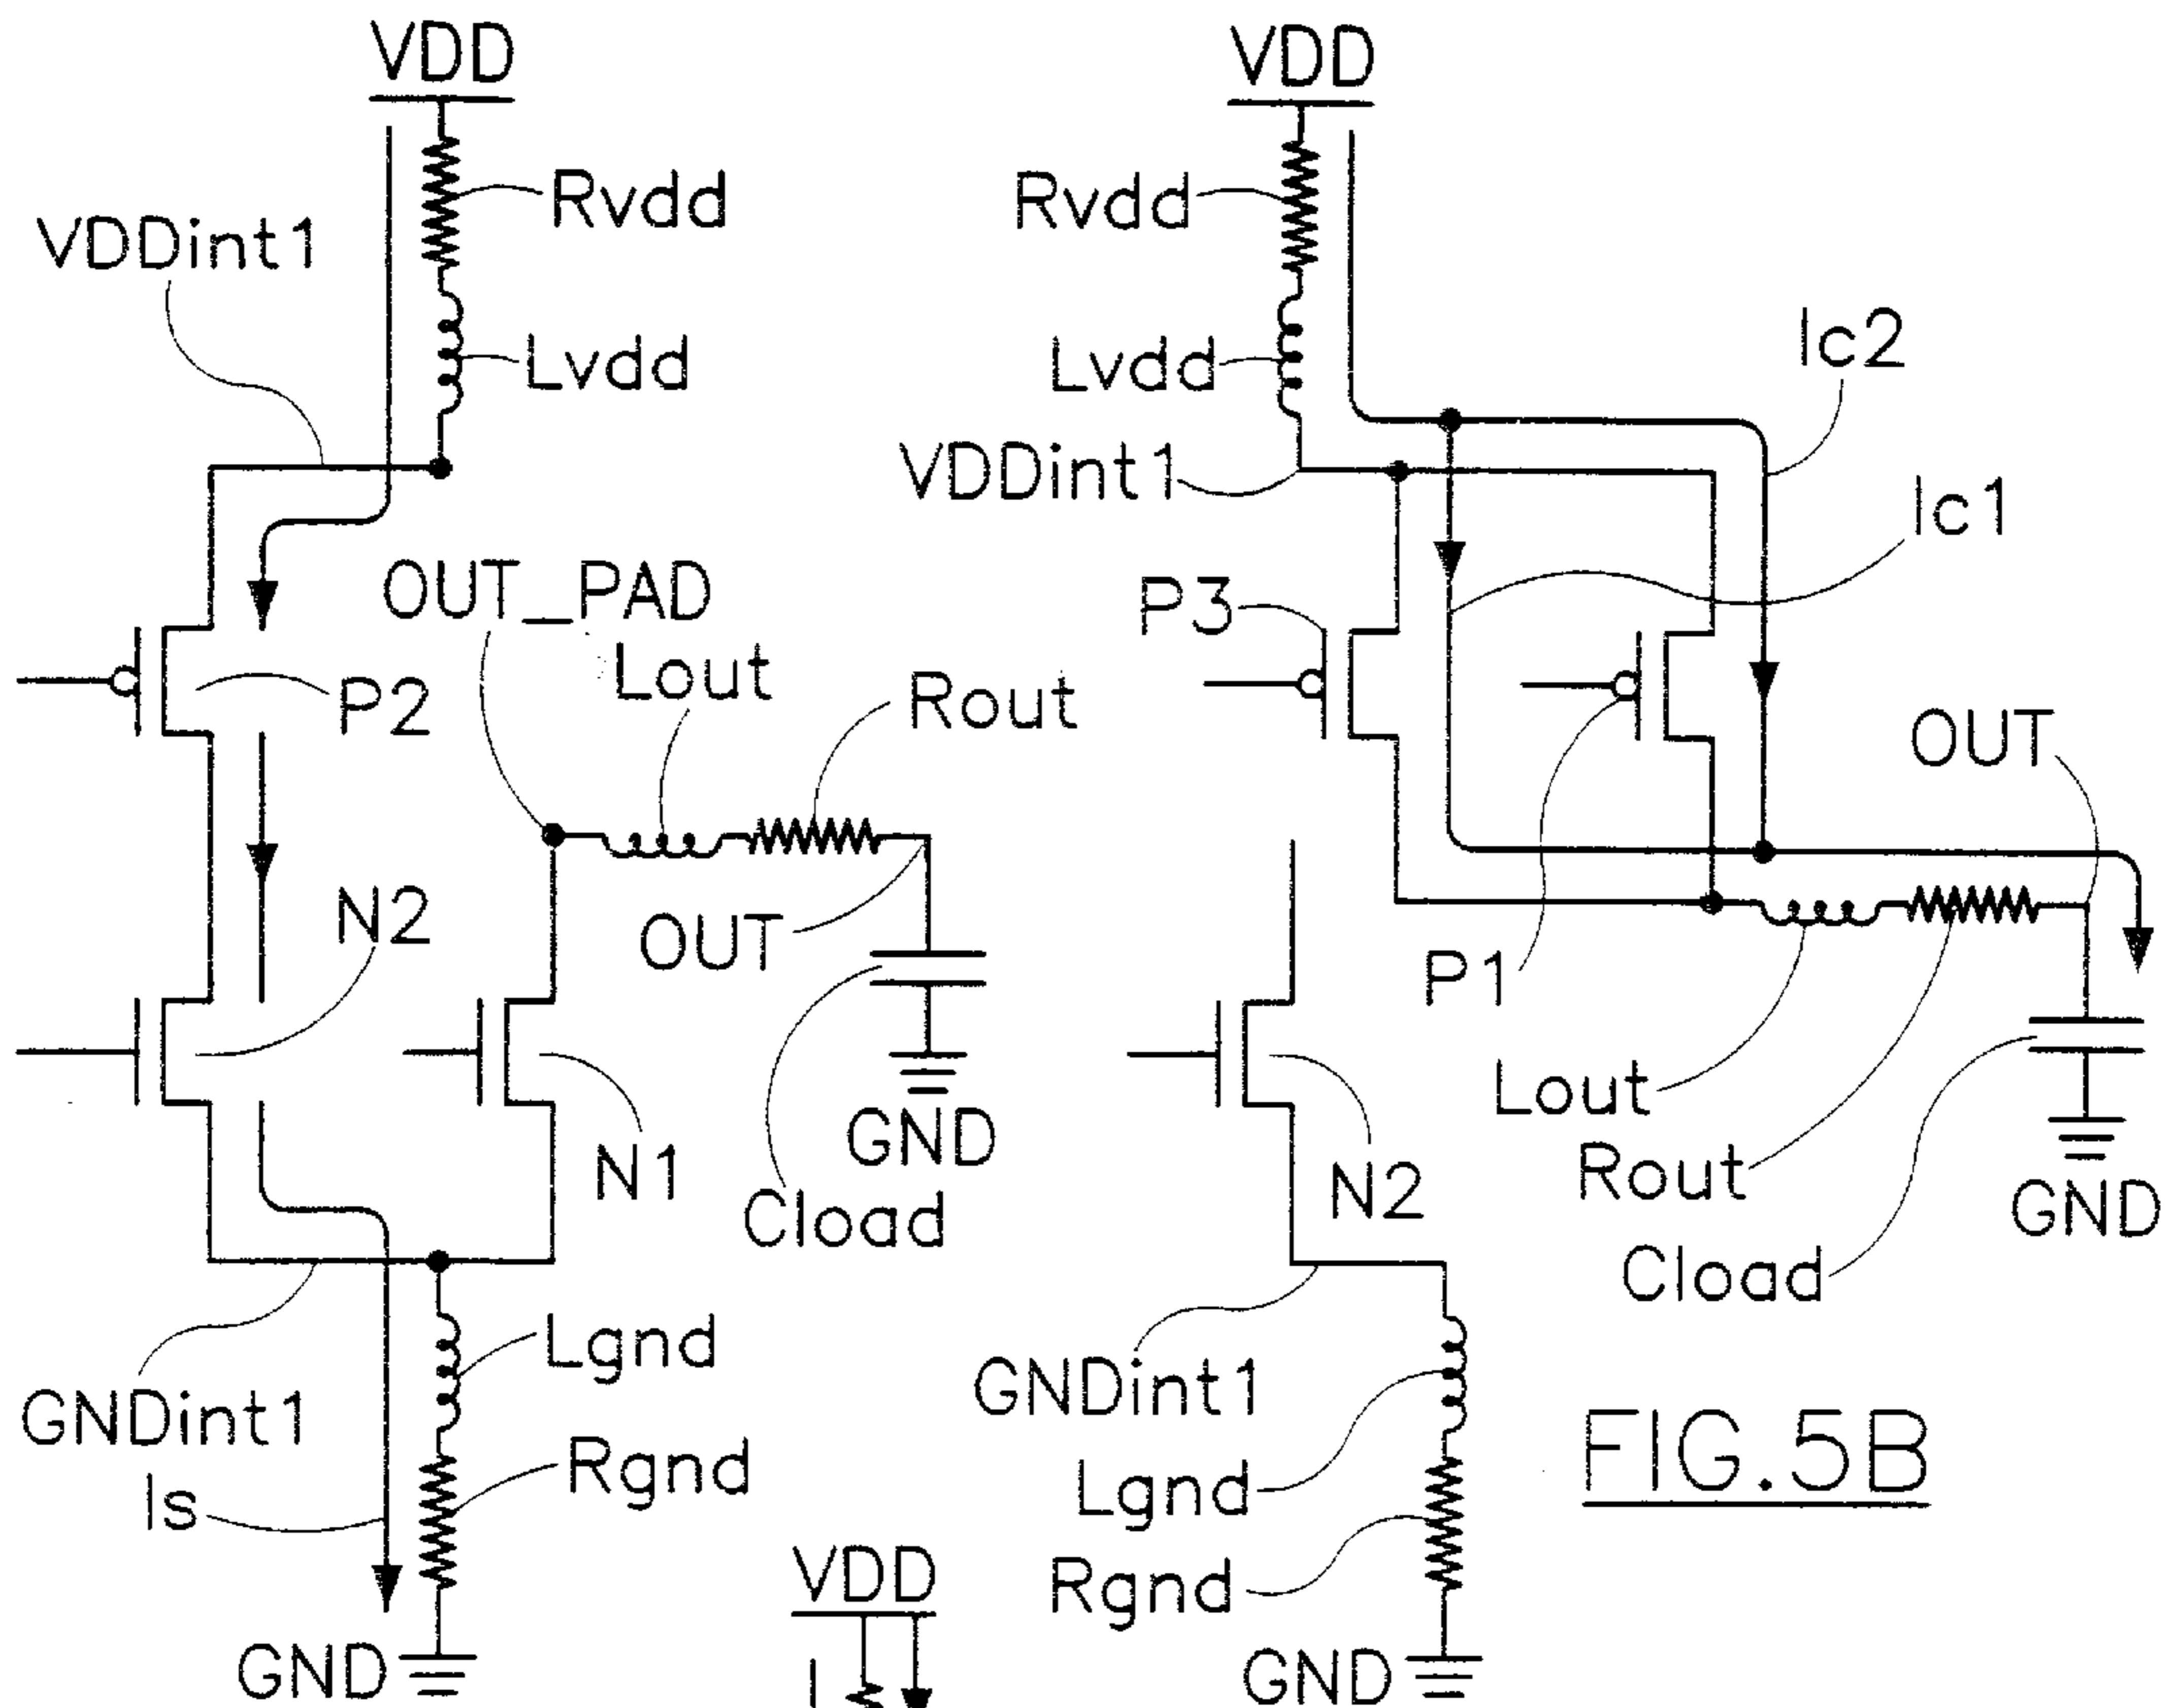 VDD
Rvdd
VDDint1
Lvdd
OUT_PAD
Lout
Rout
P2
N2
OUT
N1
GND
Cload
Lgnd
GNDint1
Rgnd
Is
GND
VDD
VDD
Rvdd
Lvdd
Ic2
VDDint1
Ic1
P3
OUT
P1
Lout
Rout
N2
GND
Cload
GNDint1
Lgnd
Rgnd
GND
FIG.5B